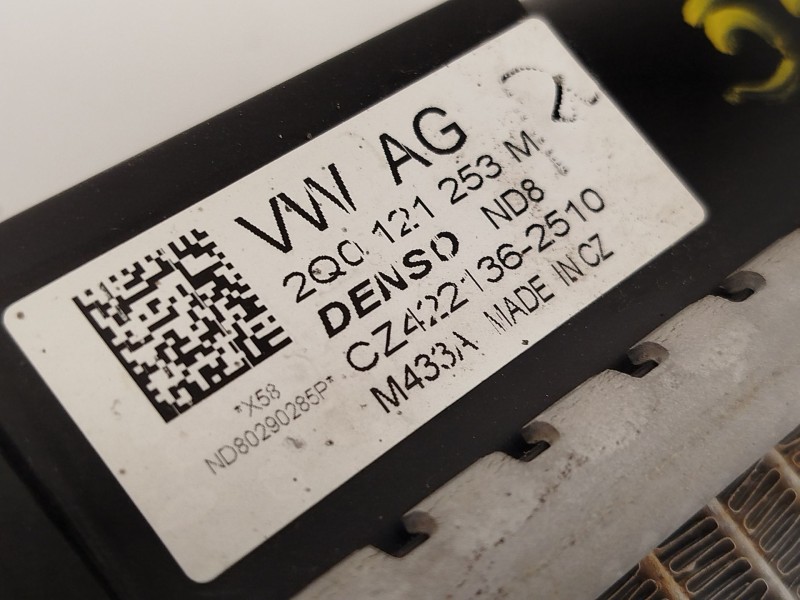 VW AG
2Q0 121 253 M
DENSO ND8
CZ422136-2510
M433A MADE IN CZ
*X58
ND80290285P*